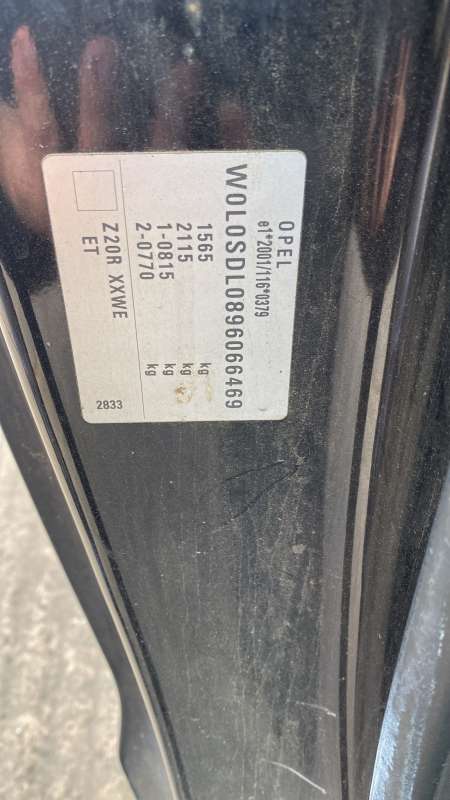 OPEL
e1*2001/116*0379
W0L0SDL0896066469
1565 kg
2115 kg
1-0815 kg
2-0770 kg
Z20R XXWE
ET
2833